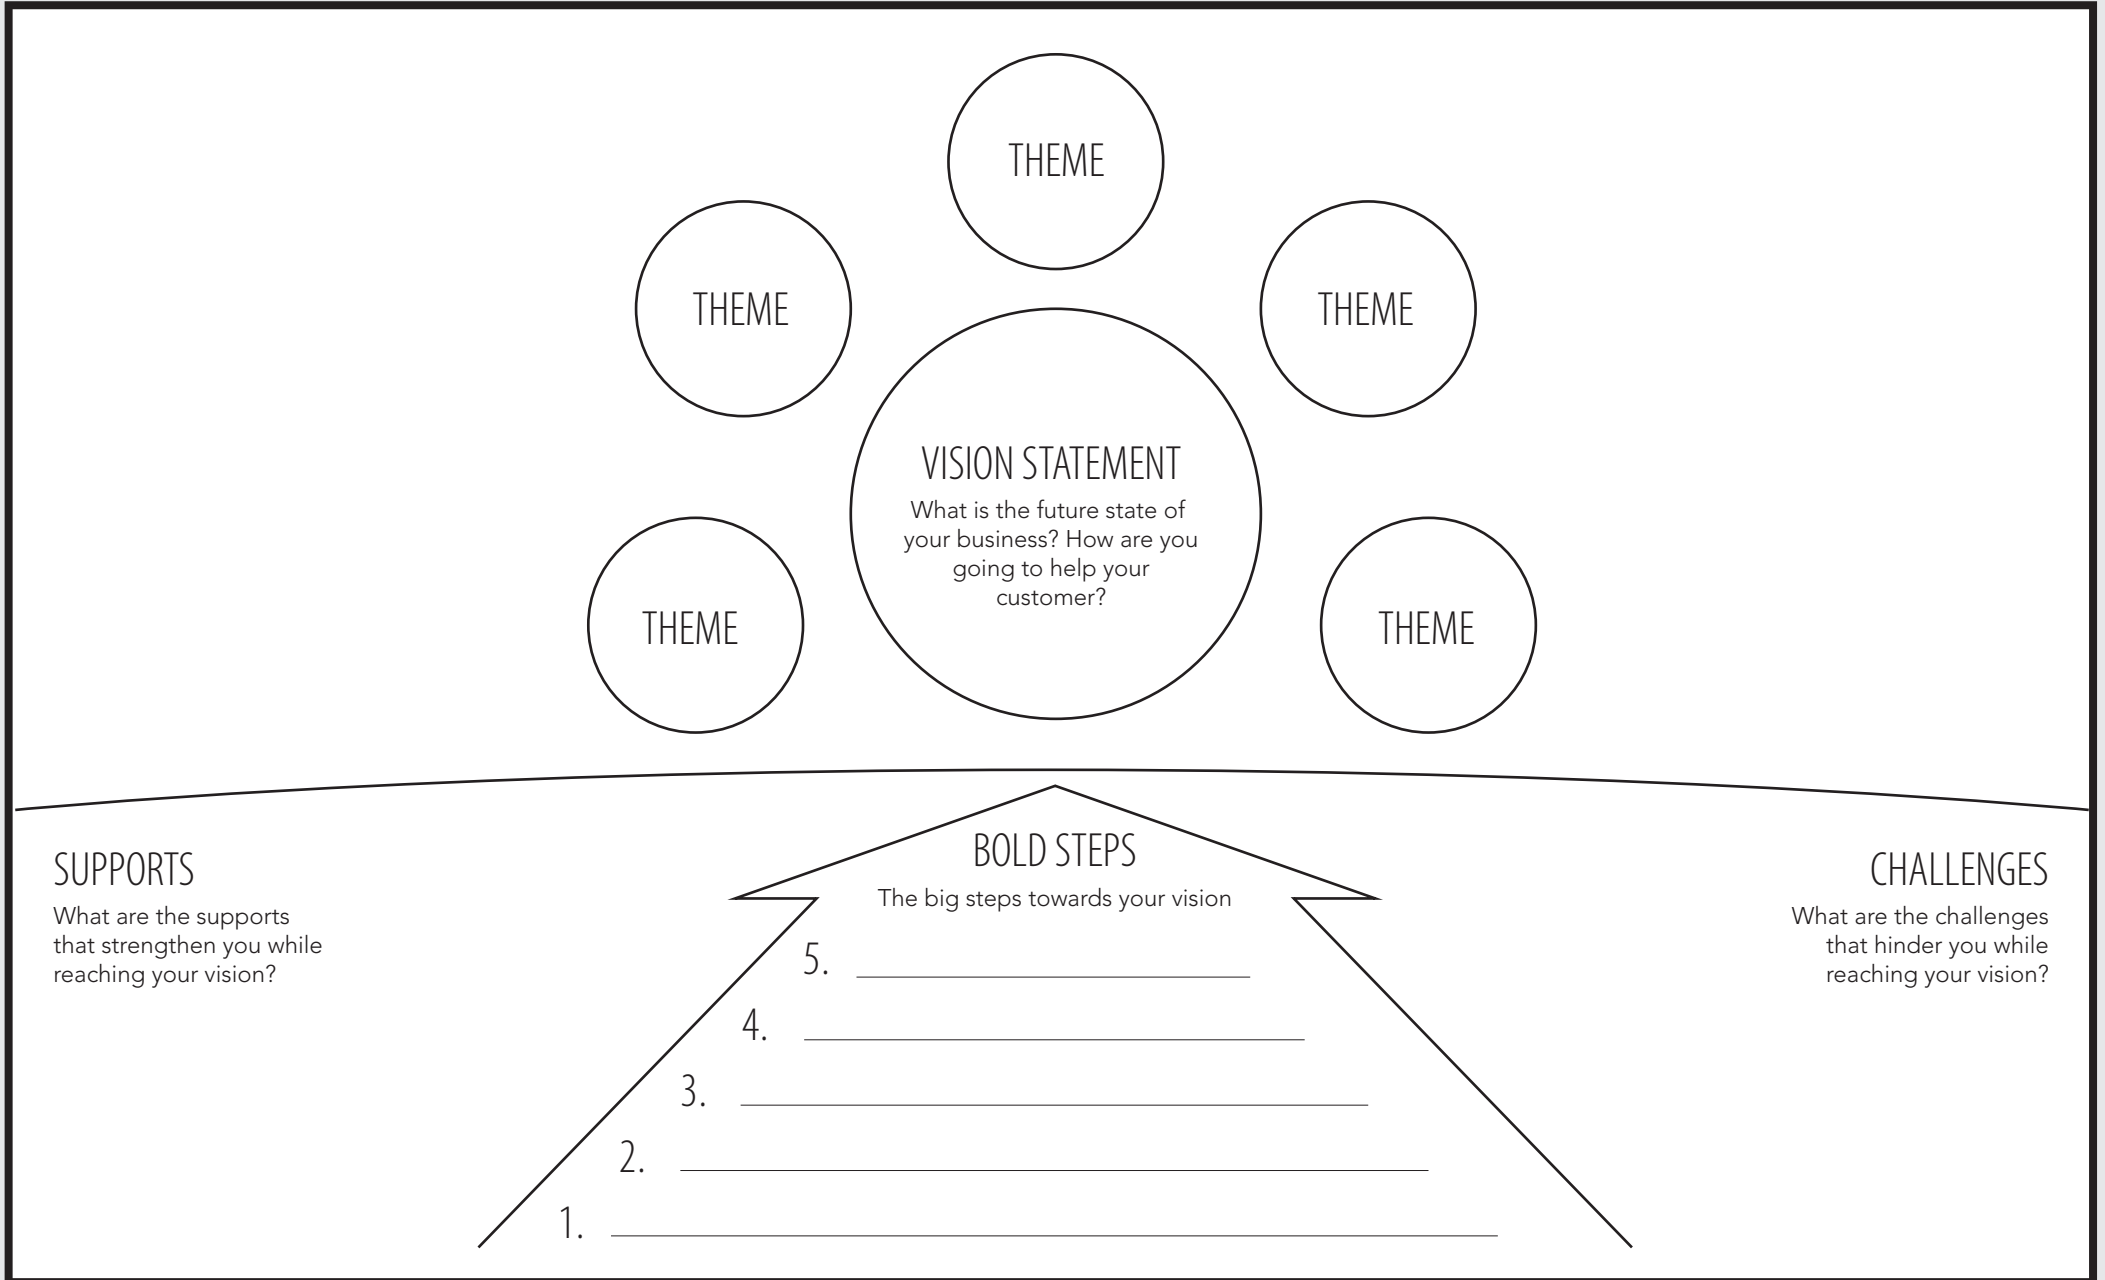 THEME
THEME
THEME
VISION STATEMENT
What is the future state of
your business? How are you
going to help your
customer?
THEME
THEME
SUPPORTS
What are the supports
that strengthen you while
reaching your vision?
BOLD STEPS
The big steps towards your vision
5.
4.
3.
2.
1.
CHALLENGES
What are the challenges
that hinder you while
reaching your vision?